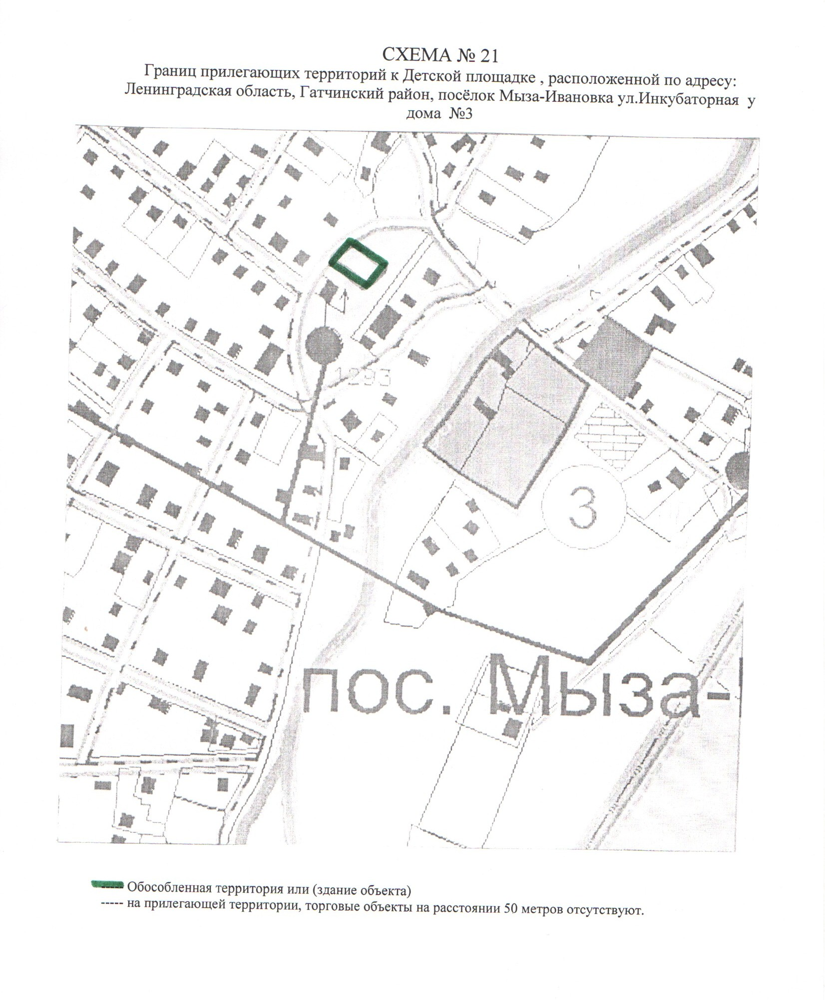 СХЕМА № 21
Границ прилегающих территорий к Детской площадке , расположенной по адресу:
Ленинградская область, Гатчинский район, посёлок Мыза-Ивановка ул.Инкубаторная у
дома №3
1293
3
пос. Мыза-
Обособленная территория или (здание объекта)
----- на прилегающей территории, торговые объекты на расстоянии 50 метров отсутствуют.